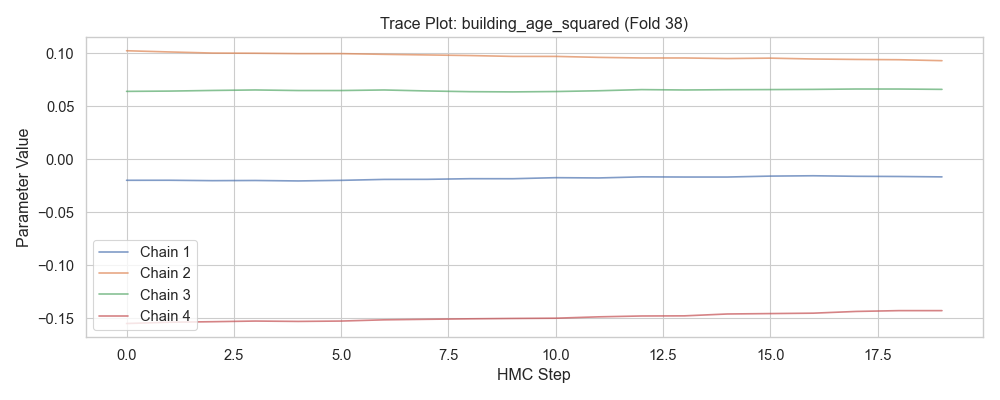 Trace Plot: building_age_squared (Fold 38)
Parameter Value
0.10
0.05
0.00
−0.05
−0.10
−0.15
Chain 1
Chain 2
Chain 3
Chain 4
0.0 2.5 5.0 7.5 10.0 12.5 15.0 17.5
HMC Step